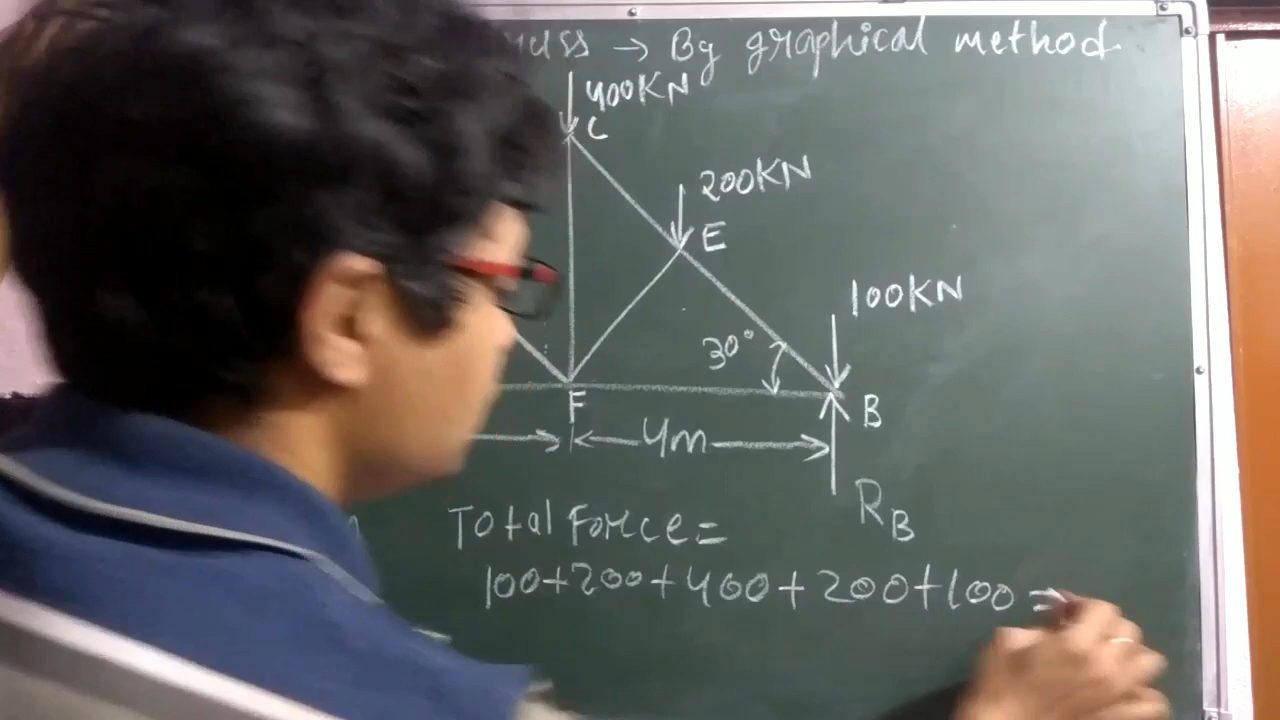 → By graphical method
400KN
C
200KN
E
100KN
30°
F
B
4m
RB
Total Force=
100+200+400+200+100=